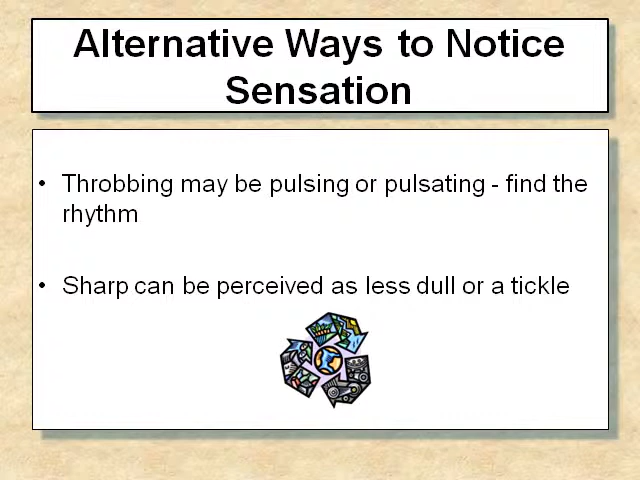 Alternative Ways to Notice
Sensation
• Throbbing may be pulsing or pulsating - find the
rhythm
• Sharp can be perceived as less dull or a tickle